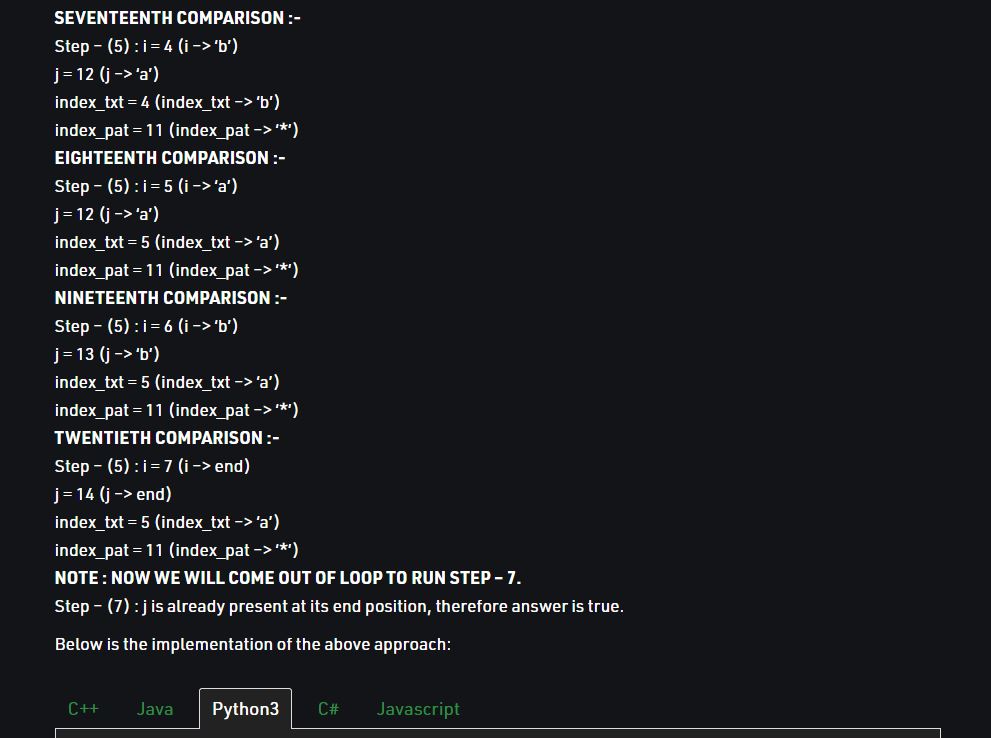 SEVENTEENTH COMPARISON :-
Step – (5) : i = 4 (i –> ‘b’)
j = 12 (j –> ‘a’)
index_txt = 4 (index_txt –> ‘b’)
index_pat = 11 (index_pat –> ‘*’)
EIGHTEENTH COMPARISON :-
Step – (5) : i = 5 (i –> ‘a’)
j = 12 (j –> ‘a’)
index_txt = 5 (index_txt –> ‘a’)
index_pat = 11 (index_pat –> ‘*’)
NINETEENTH COMPARISON :-
Step – (5) : i = 6 (i –> ‘b’)
j = 13 (j –> ‘b’)
index_txt = 5 (index_txt –> ‘a’)
index_pat = 11 (index_pat –> ‘*’)
TWENTIETH COMPARISON :-
Step – (5) : i = 7 (i –> end)
j = 14 (j –> end)
index_txt = 5 (index_txt –> ‘a’)
index_pat = 11 (index_pat –> ‘*’)
NOTE : NOW WE WILL COME OUT OF LOOP TO RUN STEP – 7.
Step – (7) : j is already present at its end position, therefore answer is true.
Below is the implementation of the above approach:
C++ Java Python3 C# Javascript